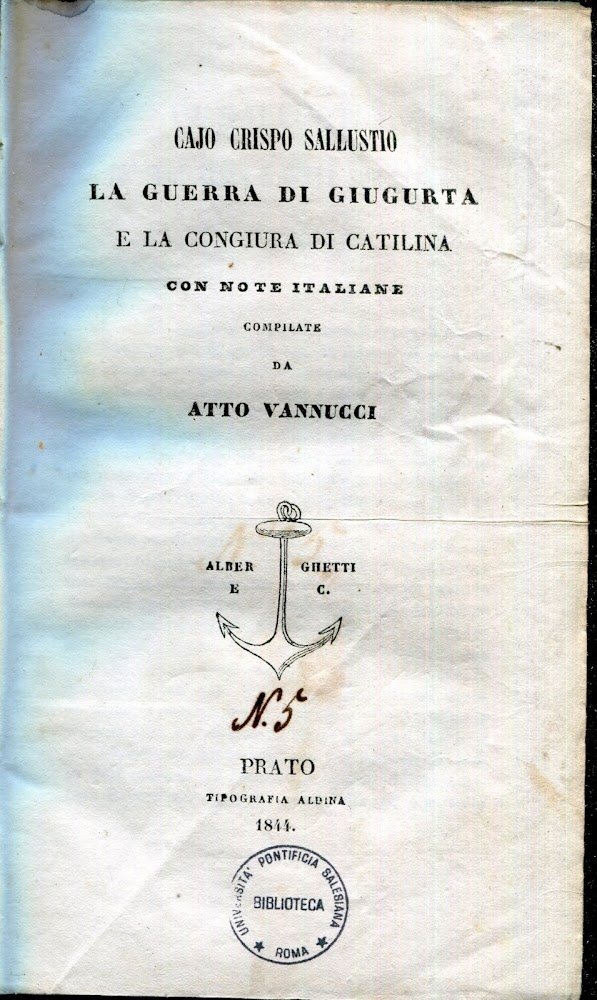 CAJO CRISPO SALLUSTIO
LA GUERRA DI GIUGURTA
E LA CONGIURA DI CATILINA
CON NOTE ITALIANE
COMPILATE
DA
ATTO VANNUCCI
ALBER GHETTI
E C.
N. 5
PRATO
TIPOGRAFIA ALDINA
1844.
UNIVERSITA' PONTIFICIA SALESIANA
BIBLIOTECA
ROMA